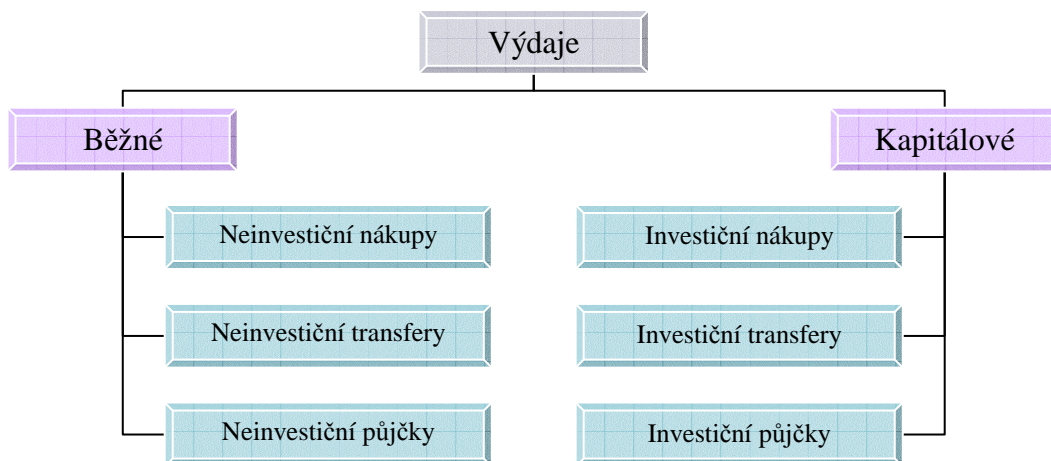 Výdaje
Běžné
Kapitálové
Neinvestiční nákupy
Investiční nákupy
Neinvestiční transfery
Investiční transfery
Neinvestiční půjčky
Investiční půjčky